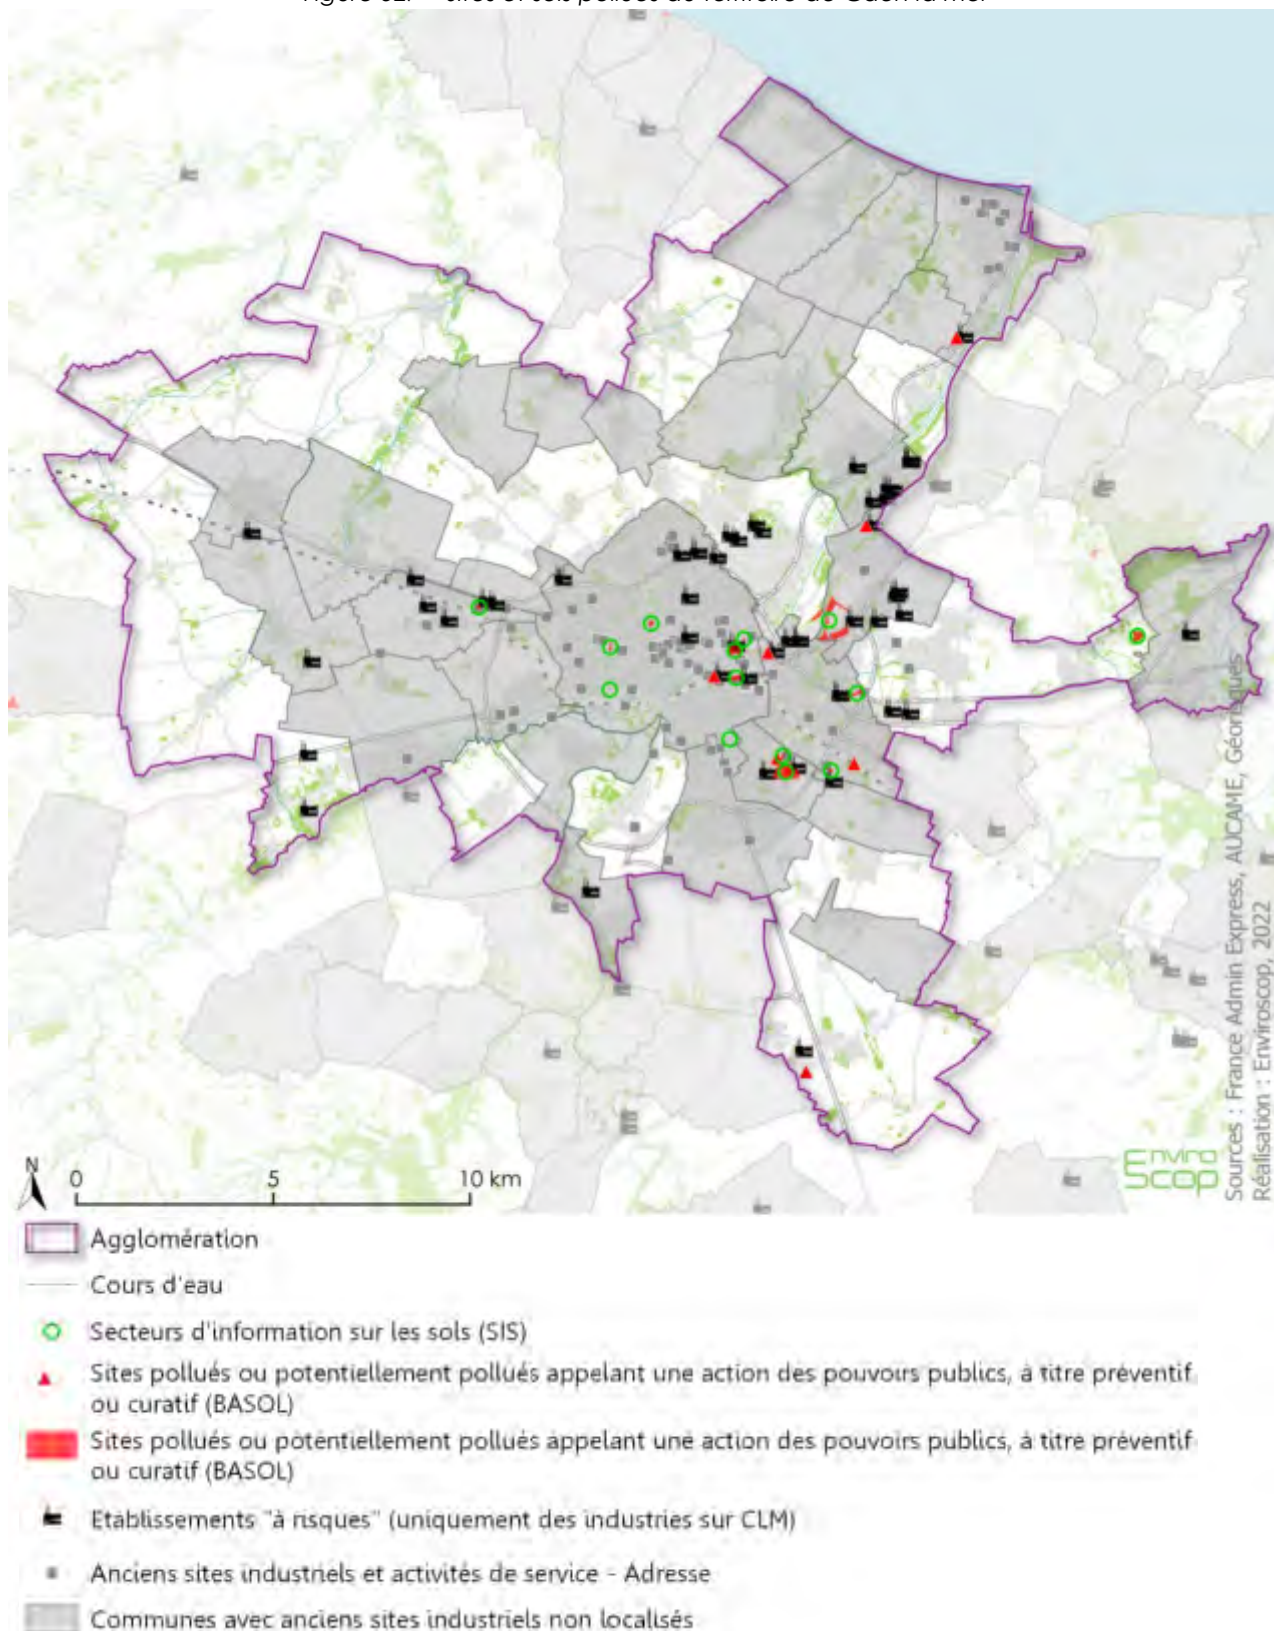 sites et sols pollués
N
0 5 10 km
Enviro
Scop
Sources : France Admin Express, AUCAME, Géorisques
Réalisation : Enviroscop, 2022
Agglomération
Cours d'eau
Secteurs d'information sur les sols (SIS)
Sites pollués ou potentiellement pollués appelant une action des pouvoirs publics, à titre préventif
ou curatif (BASOL)
Sites pollués ou potentiellement pollués appelant une action des pouvoirs publics, à titre préventif
ou curatif (BASOL)
Etablissements "à risques" (uniquement des industries sur CLM)
Anciens sites industriels et activités de service - Adresse
Communes avec anciens sites industriels non localisés